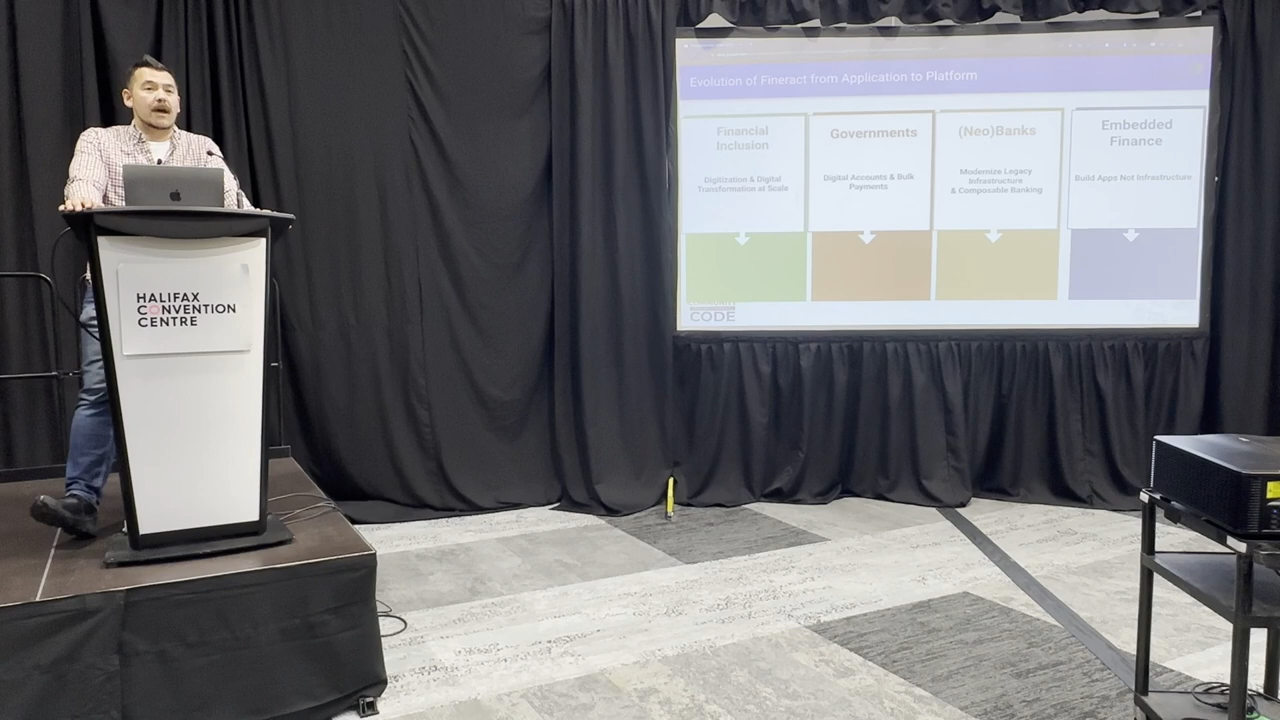 HALIFAX
CONVENTION
CENTRE
Evolution of Fineract from Application to Platform
Financial
Inclusion
Digitization & Digital
Transformation at Scale
Governments
Digital Accounts & Bulk
Payments
(Neo)Banks
Modernize Legacy
Infrastructure
& Composable Banking
Embedded
Finance
Build Apps Not Infrastructure
COMMUNITY
CODE